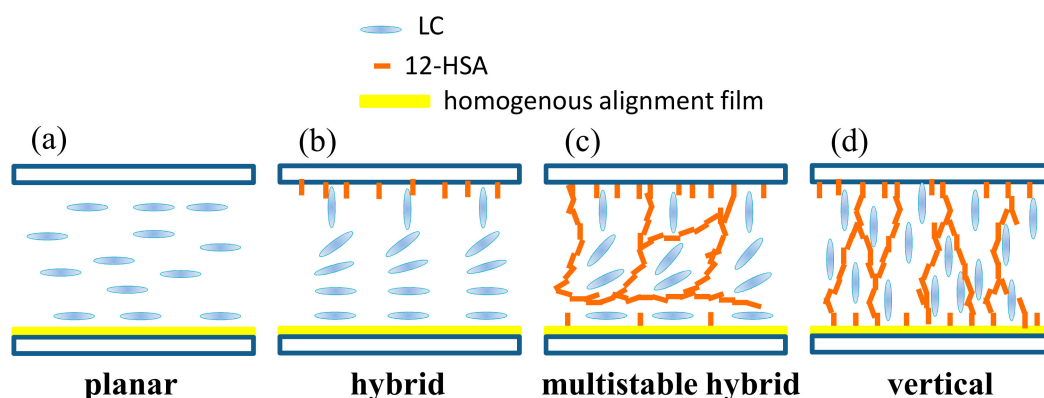 LC
12-HSA
homogenous alignment film
(a)
(b)
(c)
(d)
planar
hybrid
multistable hybrid
vertical